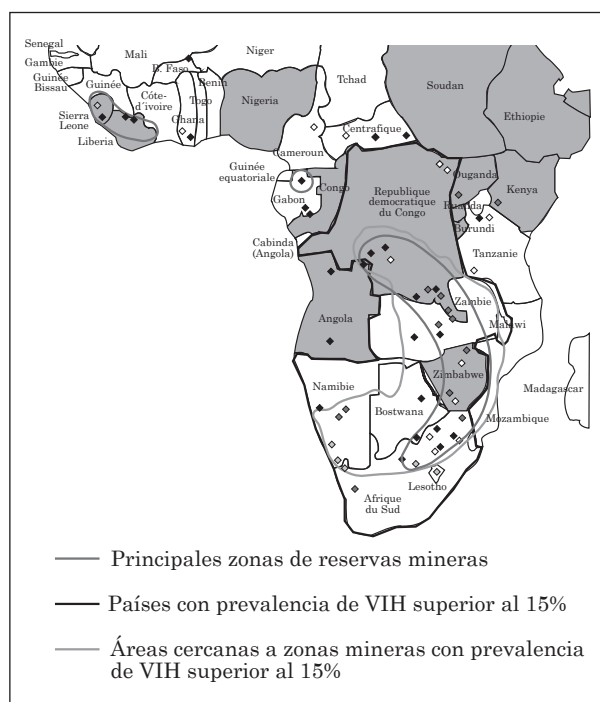 Senegal
Gambie
Guinée
Bissau
Guinée
Sierra
Leone
Liberia
Mali
B. Faso
Côte-
d'ivoire
Ghana
Togo
Benin
Niger
Nigeria
Tchad
Cameroun
Centrafique
Soudan
Ethiopie
Guinée
equatoriale
Gabon
Congo
Republique
democratique
du Congo
Ouganda
Kenya
Ruanda
Burundi
Tanzanie
Cabinda
(Angola)
Angola
Zambie
Malawi
Zimbabwe
Mozambique
Madagascar
Namibie
Bostwana
Lesotho
Afrique
du Sud
Principales zonas de reservas mineras
Países con prevalencia de VIH superior al 15%
Áreas cercanas a zonas mineras con prevalencia
de VIH superior al 15%